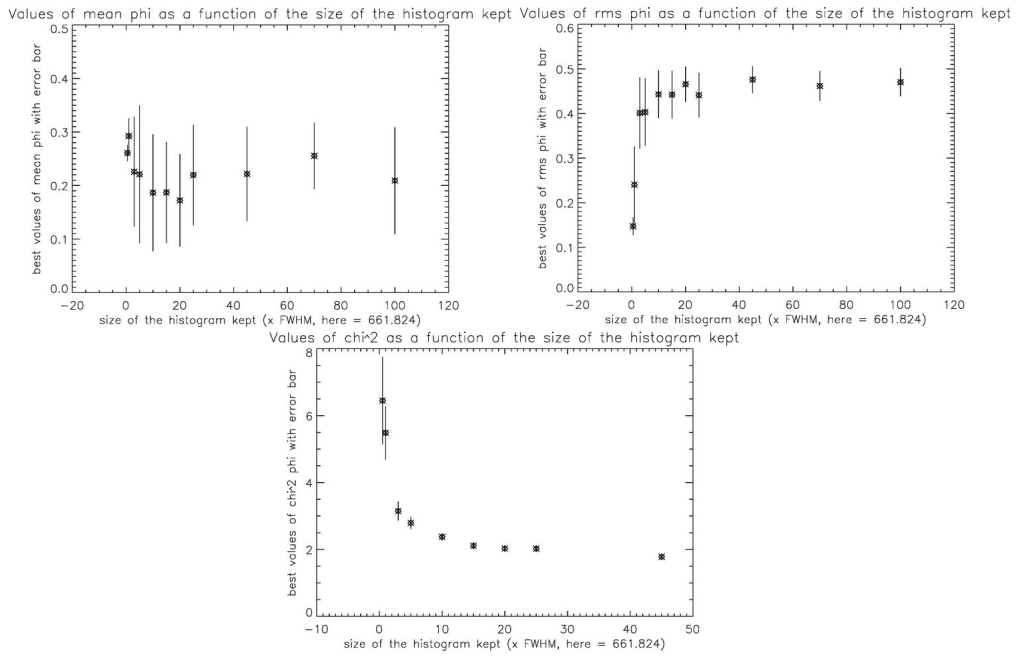 Values of mean phi as a function of the size of the histogram kept
best values of mean phi with error bar
0.5
0.4
0.3
0.2
0.1
0.0
-20 0 20 40 60 80 100 120
size of the histogram kept (x FWHM, here = 661.824)
Values of rms phi as a function of the size of the histogram kept
best values of rms phi with error bar
0.6
0.5
0.4
0.3
0.2
0.1
0.0
-20 0 20 40 60 80 100 120
size of the histogram kept (x FWHM, here = 661.824)
Values of chi^2 as a function of the size of the histogram kept
best values of chi^2 phi with error bar
8
6
4
2
0
-10 0 10 20 30 40 50
size of the histogram kept (x FWHM, here = 661.824)